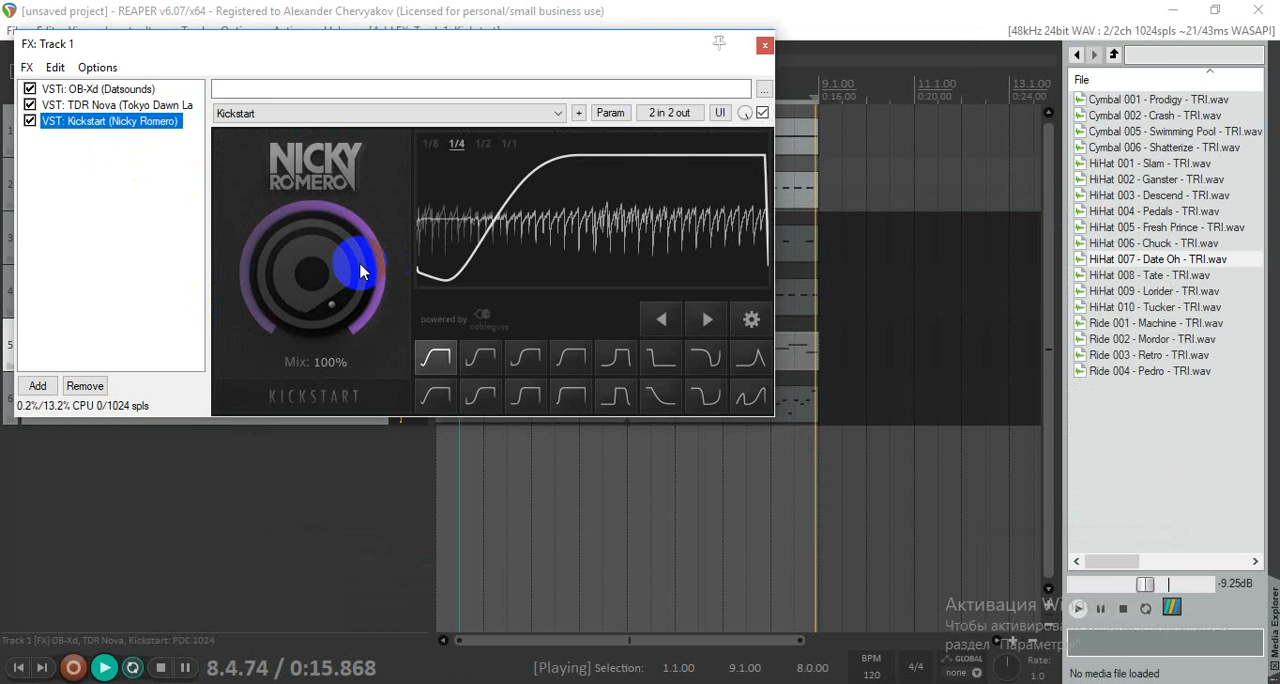 [unsaved project] - REAPER v6.07/x64 - Registered to Alexander Chervyakov (Licensed for personal/small business use)
[48kHz 24bit WAV : 2/2ch 1024spls ~21/43ms WASAPI]
FX: Track 1
FX Edit Options
VSTi: OB-Xd (Datsounds)
VST: TDR Nova (Tokyo Dawn La
VST: Kickstart (Nicky Romero)
...
Kickstart
+
Param
2 in 2 out
UI
NICKY
ROMERO
1/8 1/4 1/2 1/1
powered by cableguys
Mix: 100%
KICKSTART
Add
Remove
0.2%/13.2% CPU 0/1024 spls
9.1.00 11.1.00 13.1.00
0:16.00 0:20.00 0:24.00
5
File
Cymbal 001 - Prodigy - TRI.wav
Cymbal 002 - Crash - TRI.wav
Cymbal 005 - Swimming Pool - TRI.wav
Cymbal 006 - Shatterize - TRI.wav
HiHat 001 - Slam - TRI.wav
HiHat 002 - Ganster - TRI.wav
HiHat 003 - Descend - TRI.wav
HiHat 004 - Pedals - TRI.wav
HiHat 005 - Fresh Prince - TRI.wav
HiHat 006 - Chuck - TRI.wav
HiHat 007 - Date Oh - TRI.wav
HiHat 008 - Tate - TRI.wav
HiHat 009 - Lorider - TRI.wav
HiHat 010 - Tucker - TRI.wav
Ride 001 - Machine - TRI.wav
Ride 002 - Mordor - TRI.wav
Ride 003 - Retro - TRI.wav
Ride 004 - Pedro - TRI.wav
-9.25dB
Media Explorer
No media file loaded
Активация Wi
Чтобы активиров
раздел "Параметр
Track 1 [FX] OB-Xd, TDR Nova, Kickstart: PDC 1024
8.4.74 / 0:15.868
[Playing] Selection: 1.1.00 9.1.00 8.0.00
BPM
120
4/4
GLOBAL
none
Rate:
1.0